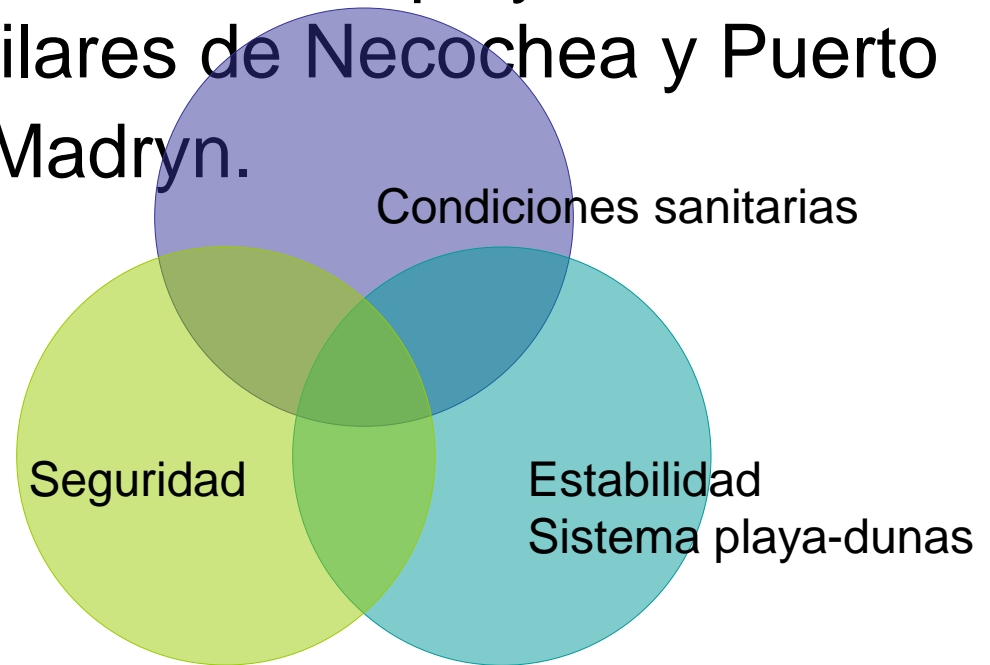 ilares de Necochea y Puerto
Madryn.
Condiciones sanitarias
Seguridad
Estabilidad
Sistema playa-dunas